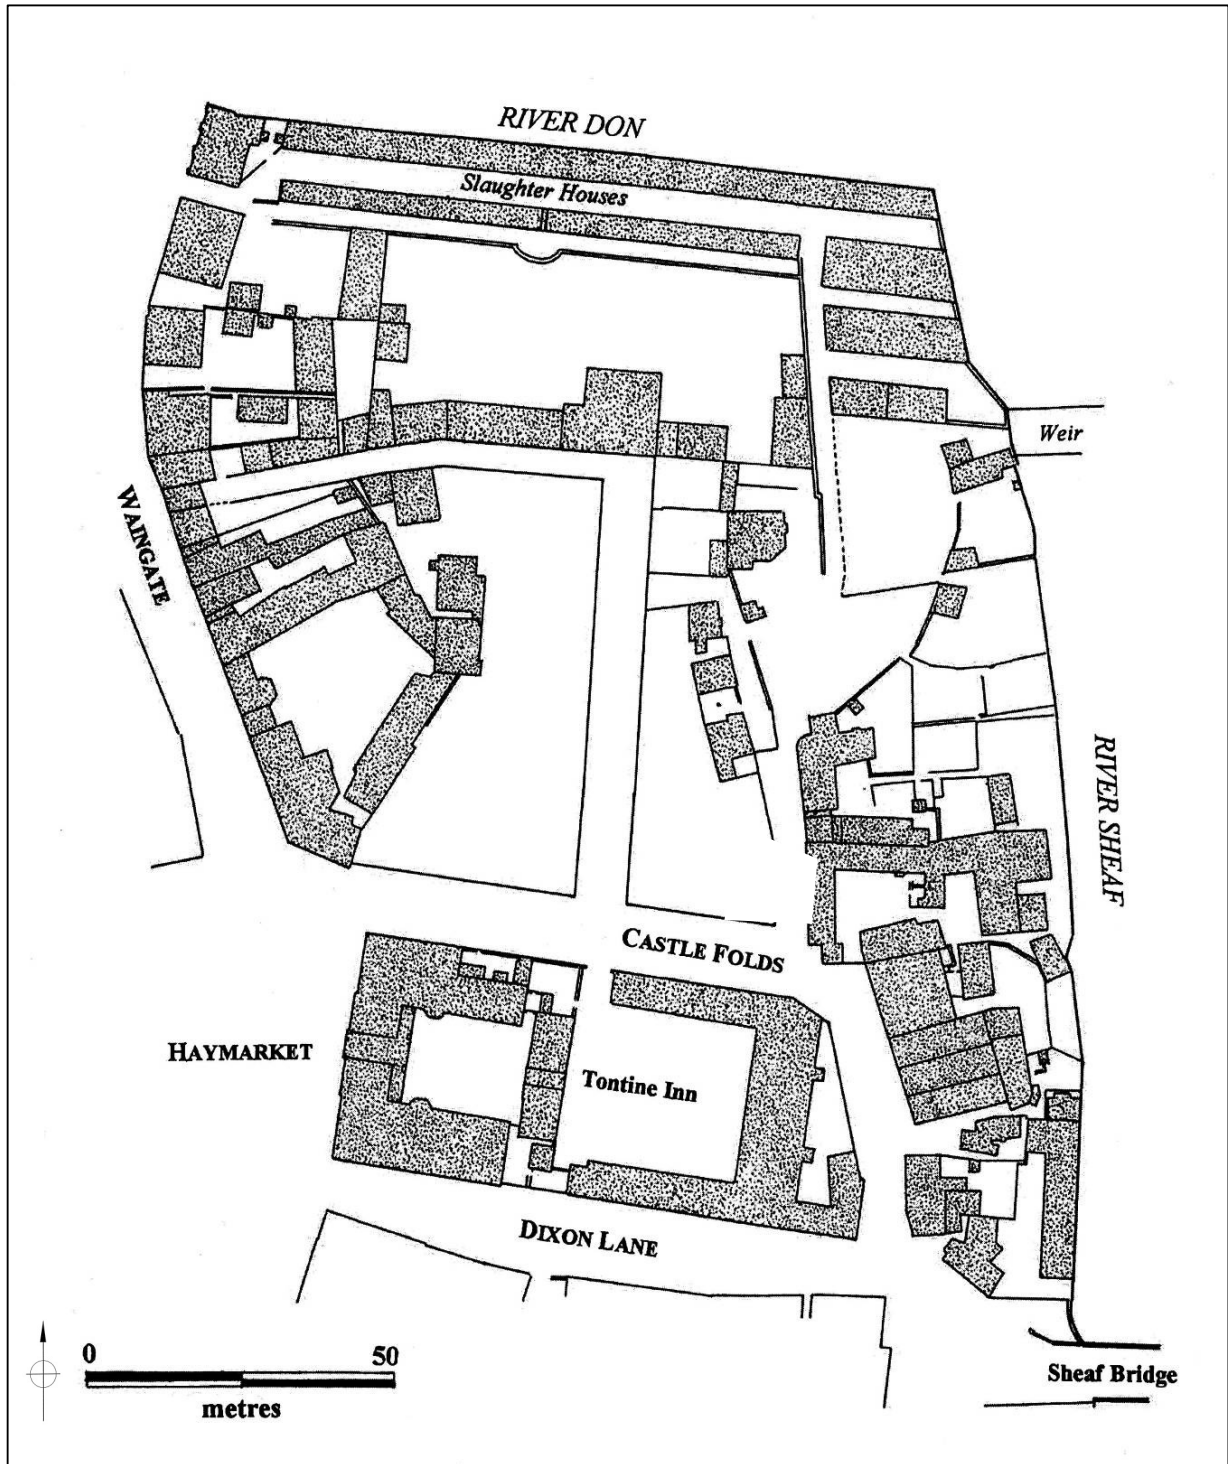 RIVER DON
Slaughter Houses
Weir
WAINGATE
RIVER SHEAF
CASTLE FOLDS
HAYMARKET
Tontine Inn
DIXON LANE
0 50
metres
Sheaf Bridge